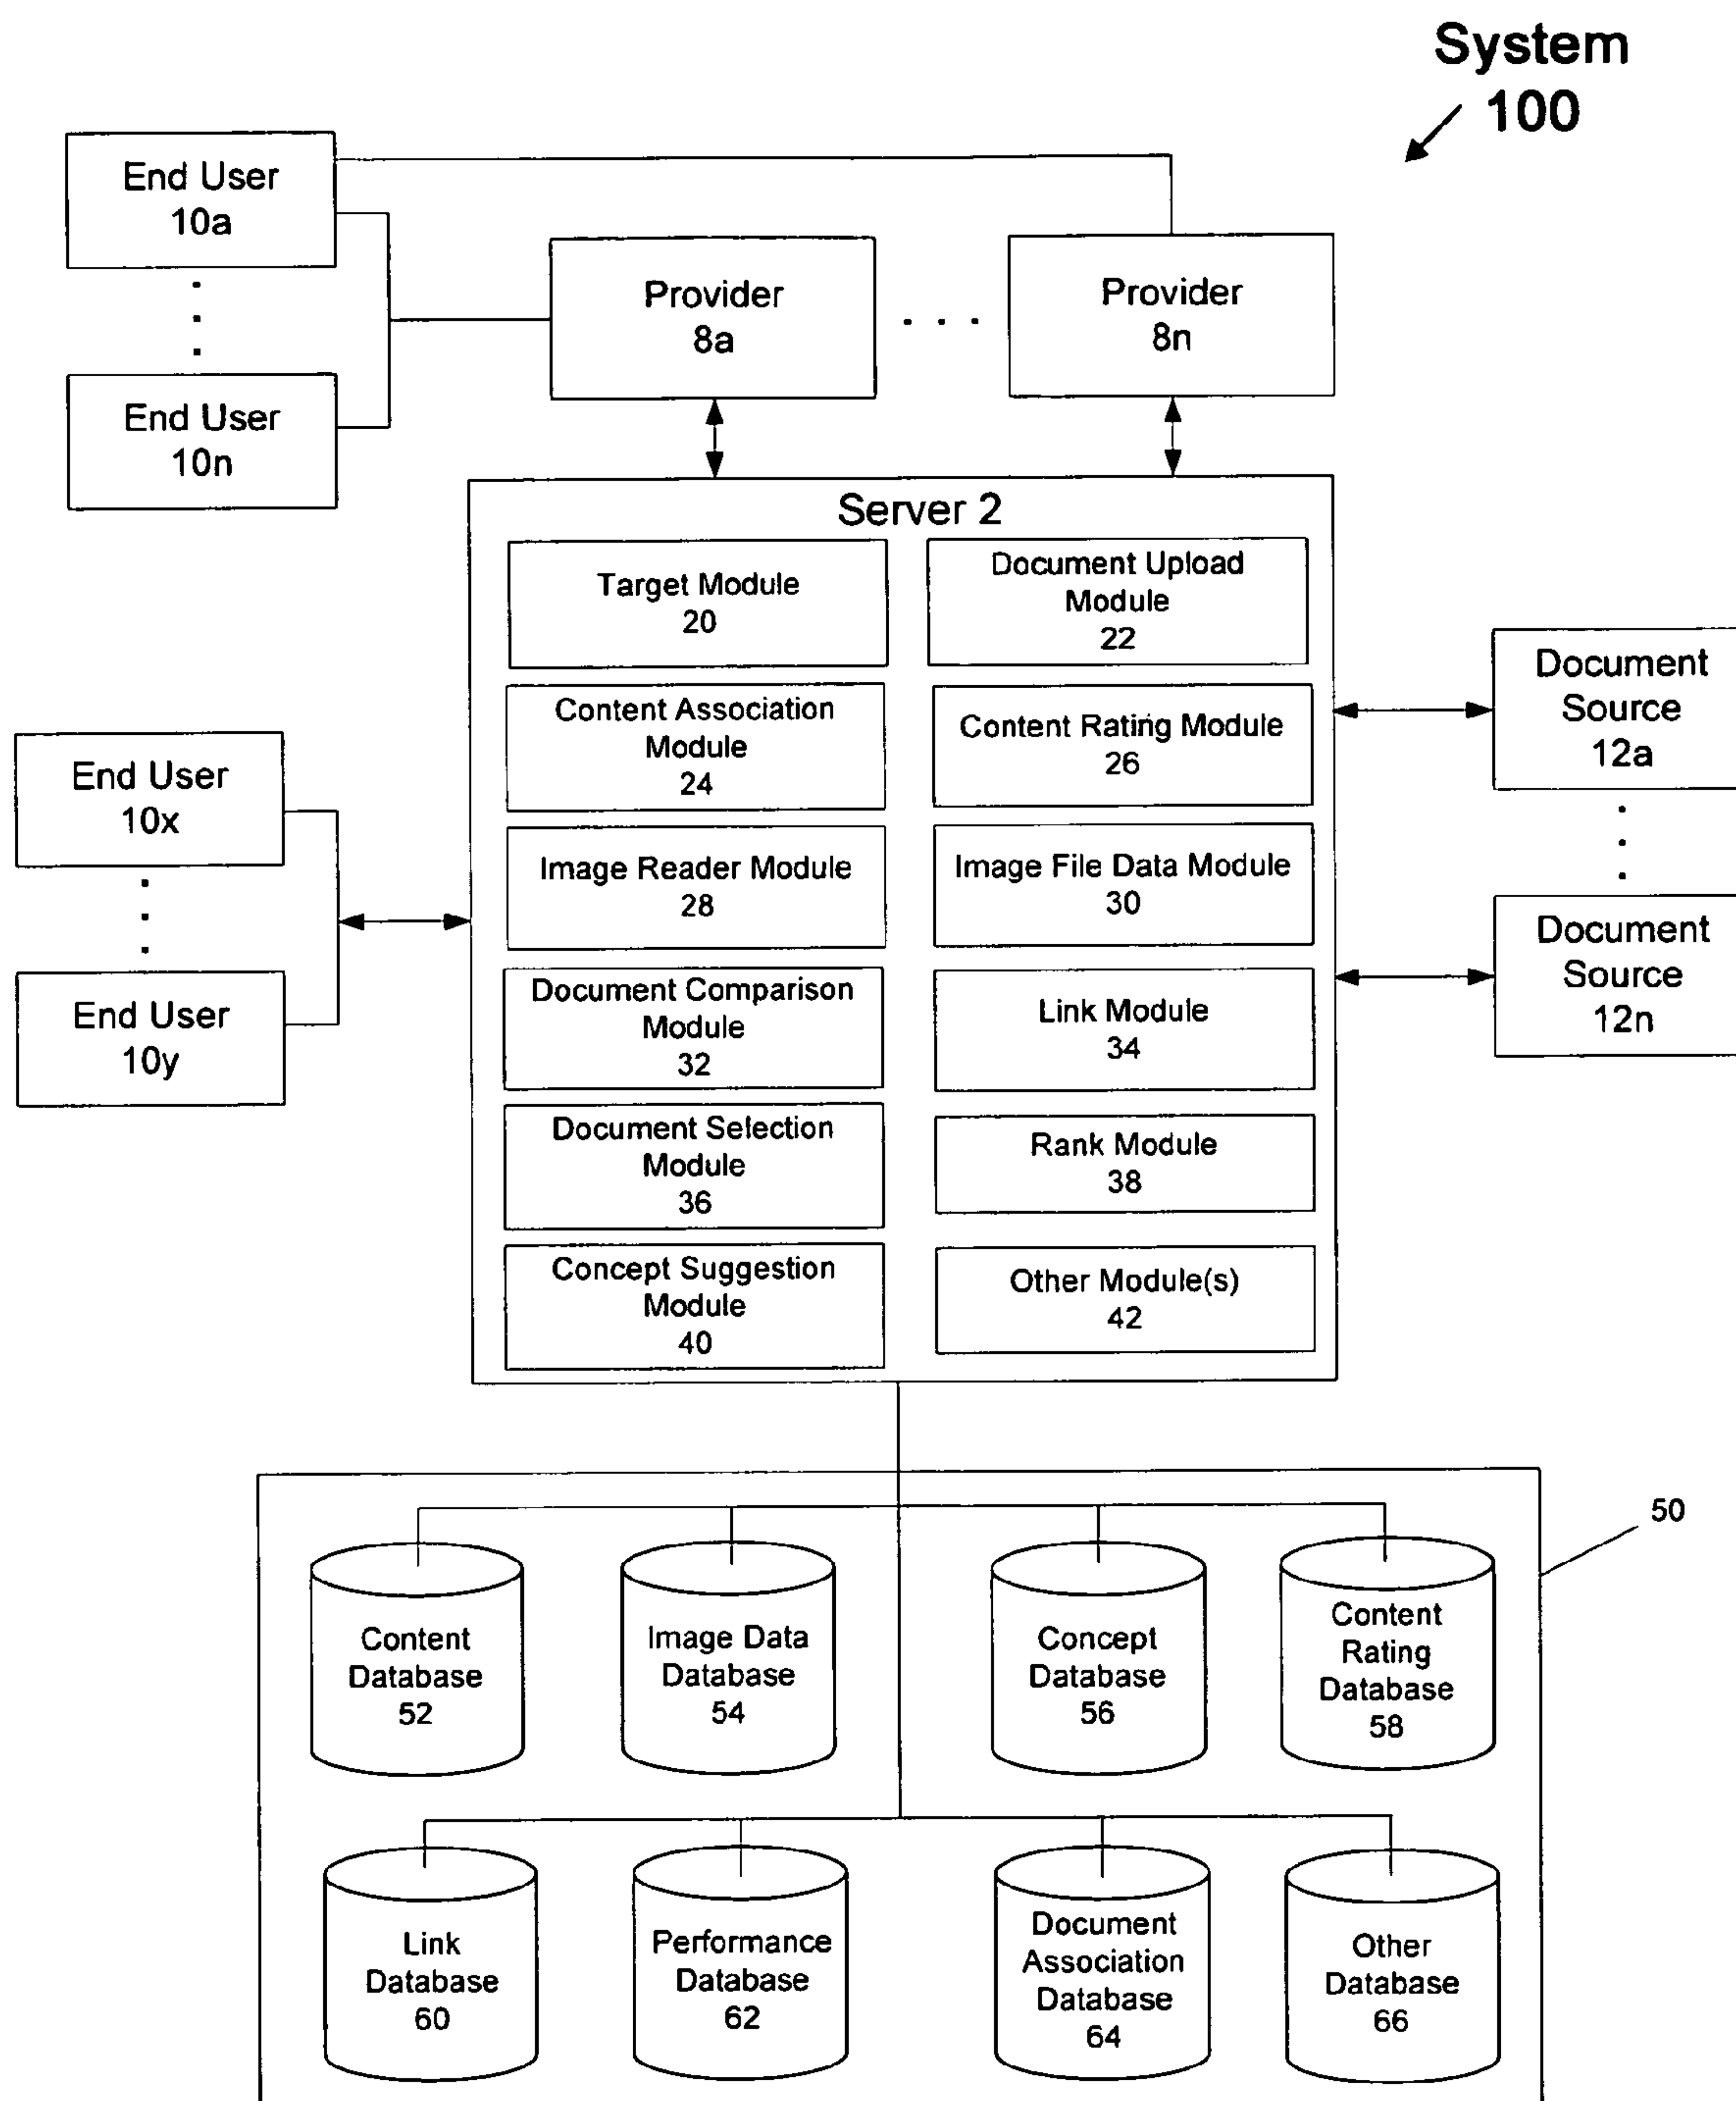 System
100
End User
10a
Provider
8a
. . .
Provider
8n
End User
10n
Server 2
Target Module
20
Document Upload
Module
22
Content Association
Module
24
Content Rating Module
26
Image Reader Module
28
Image File Data Module
30
Document Comparison
Module
32
Link Module
34
Document Selection
Module
36
Rank Module
38
Concept Suggestion
Module
40
Other Module(s)
42
End User
10x
End User
10y
Document
Source
12a
Document
Source
12n
50
Content
Database
52
Image Data
Database
54
Concept
Database
56
Content
Rating
Database
58
Link
Database
60
Performance
Database
62
Document
Association
Database
64
Other
Database
66